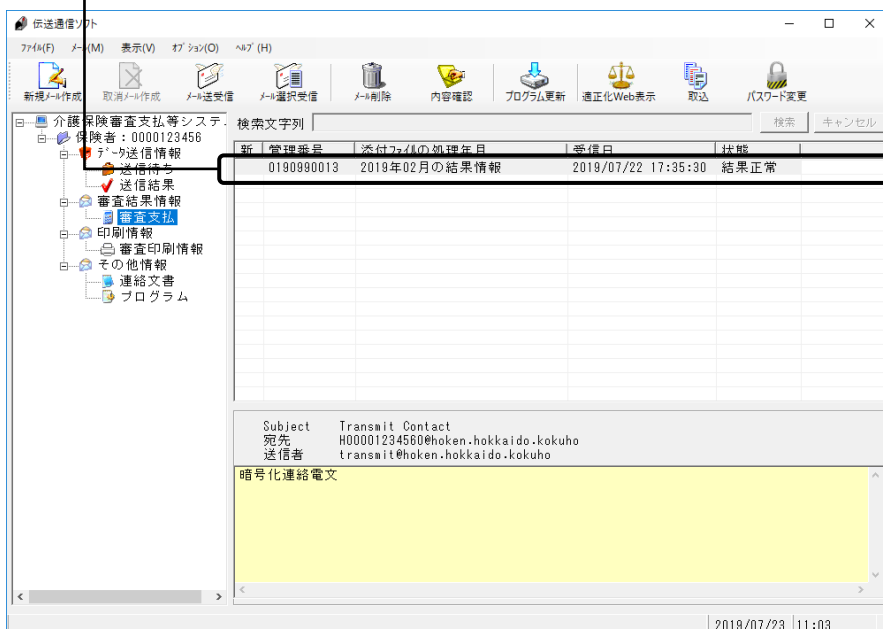 伝送通信ソフト
ファイル(F) メール(M) 表示(V) オプション(O) ヘルプ(H)
新規メール作成 取消メール作成 メール送受信 メール選択受信 メール削除 内容確認 プログラム更新 適正化Web表示 取込 パスワード変更
介護保険審査支払等システ
保険者：0000123456
データ送信情報
送信待ち
送信結果
審査結果情報
審査支払
印刷情報
審査印刷情報
その他情報
連絡文書
プログラム
検索文字列 検索 キャンセル
新 管理番号 添付ファイルの処理年月 受信日 状態
0190990013 2019年02月の結果情報 2019/07/22 17:35:30 結果正常
Subject Transmit Contact
宛先 H00001234560@hoken.hokkaido.kokuho
送信者 transmit@hoken.hokkaido.kokuho
暗号化連絡電文
2019/07/23 11:03